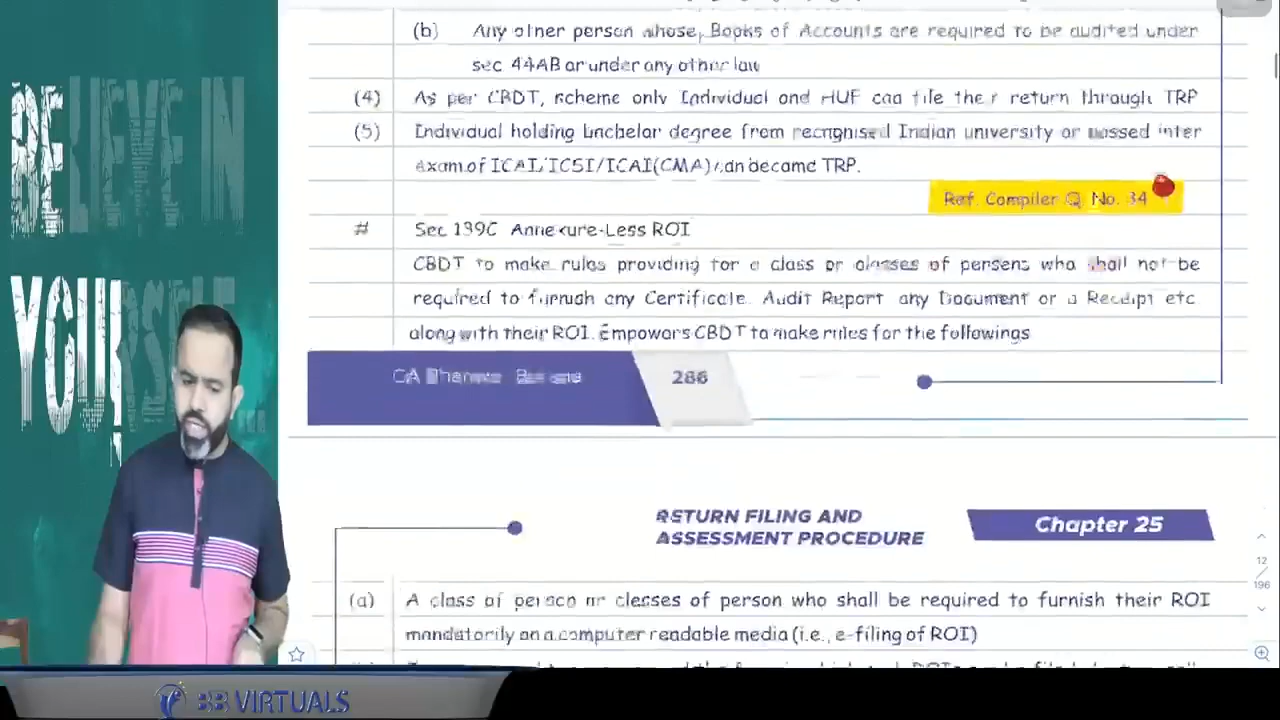 BELIEVE IN
YOURSELF...
(b) Any other person whose, Books of Accounts are required to be audited under
sec 44AB or under any other law
(4) As per CBDT, scheme only Individual and HUF can file their return through TRP
(5) Individual holding bachelor degree from recognised Indian university or passed inter
exam of ICAI/ICSI/ICAI(CMA) can become TRP.
Ref. Compiler Q. No. 34
# Sec 139C Annexure-Less ROI
CBDT to make rules providing for a class or classes of persons who shall not be
required to furnish any Certificate, Audit Report any Document or a Receipt etc
along with their ROI. Empowers CBDT to make rules for the followings
CA
286
RETURN FILING AND
ASSESSMENT PROCEDURE
Chapter 25
(a) A class of person or classes of person who shall be required to furnish their ROI
mandatorily on a computer readable media (i.e., e-filing of ROI)
12
196
BB VIRTUALS